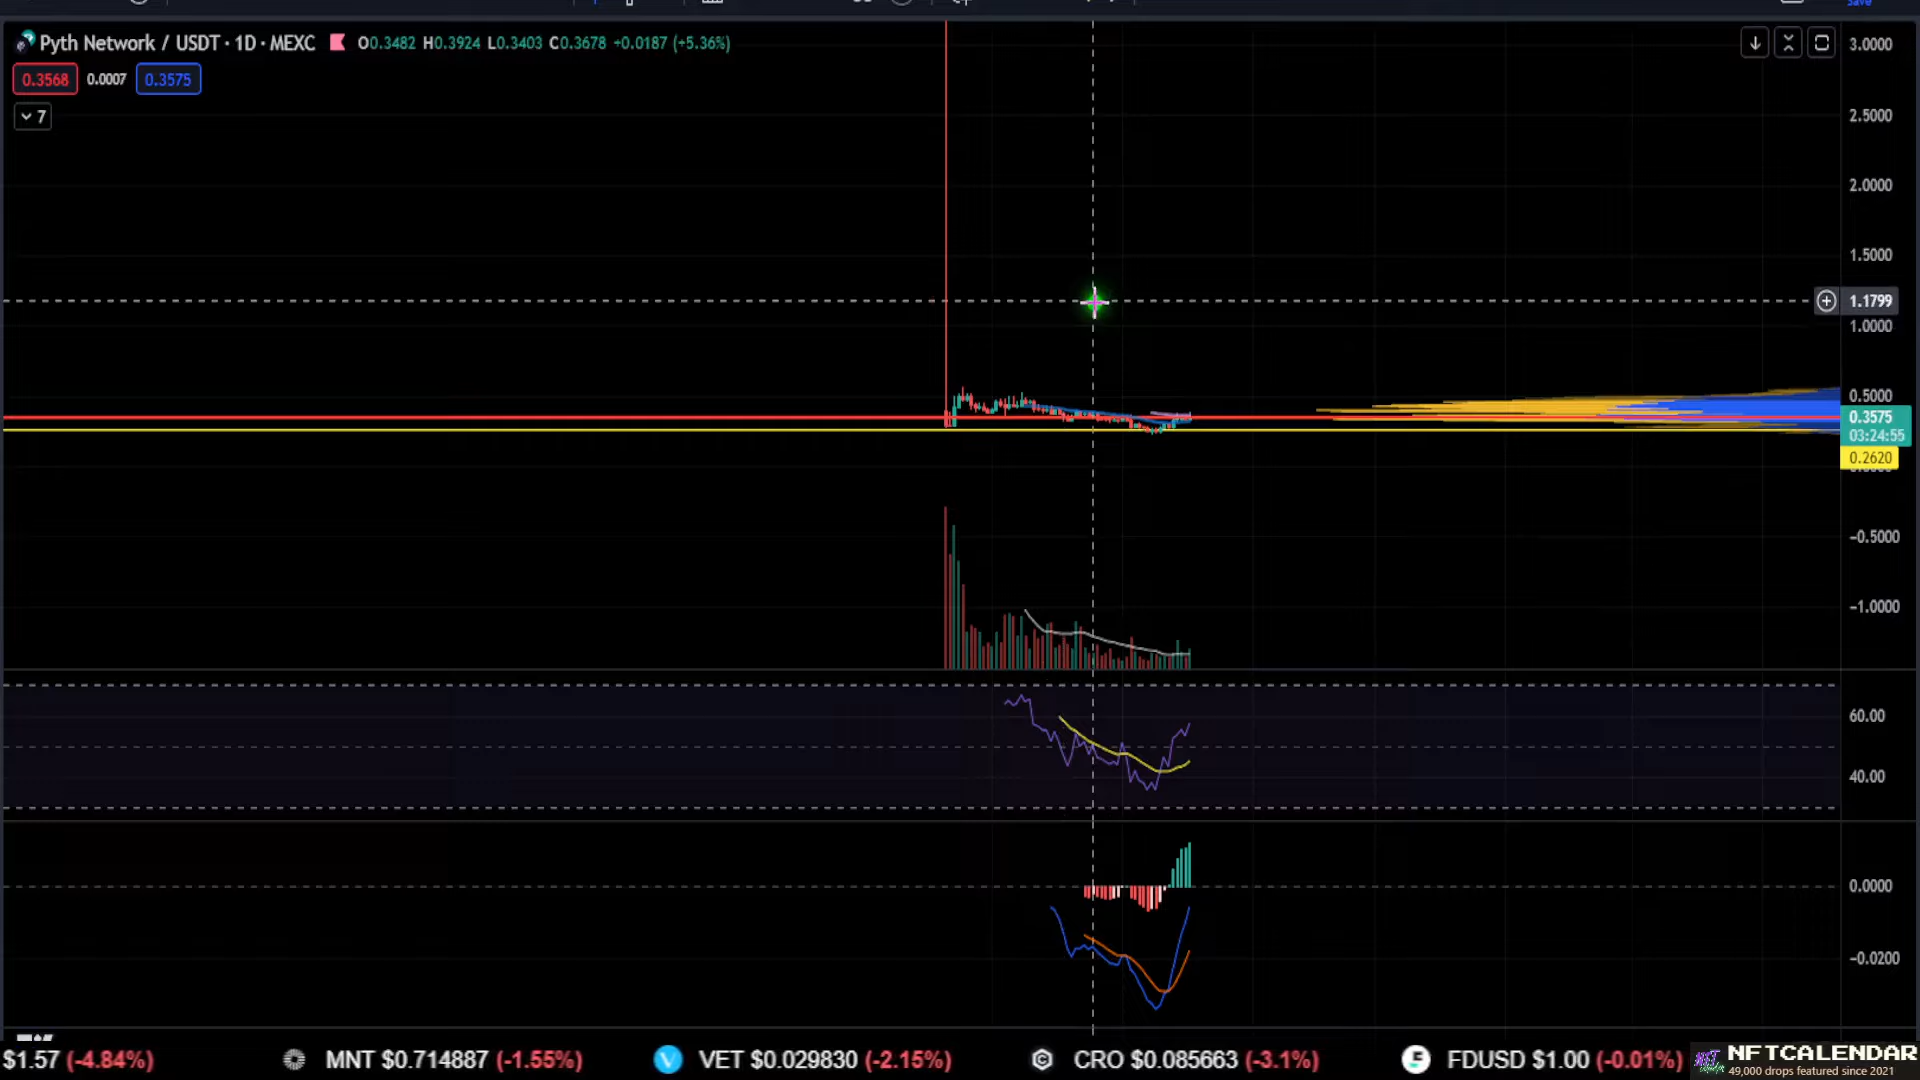 Save
Pyth Network / USDT · 1D · MEXC O0.3482 H0.3924 L0.3403 C0.3678 +0.0187 (+5.36%)
0.3568 0.0007 0.3575
7
3.0000
2.5000
2.0000
1.5000
1.1799
1.0000
0.5000
0.3575
03:24:55
0.2620
−0.5000
−1.0000
60.00
40.00
0.0000
−0.0200
$1.57 (-4.84%) MNT $0.714887 (-1.55%) VET $0.029830 (-2.15%) CRO $0.085663 (-3.1%) FDUSD $1.00 (-0.01%)
NFTCALENDAR
49,000 drops featured since 2021